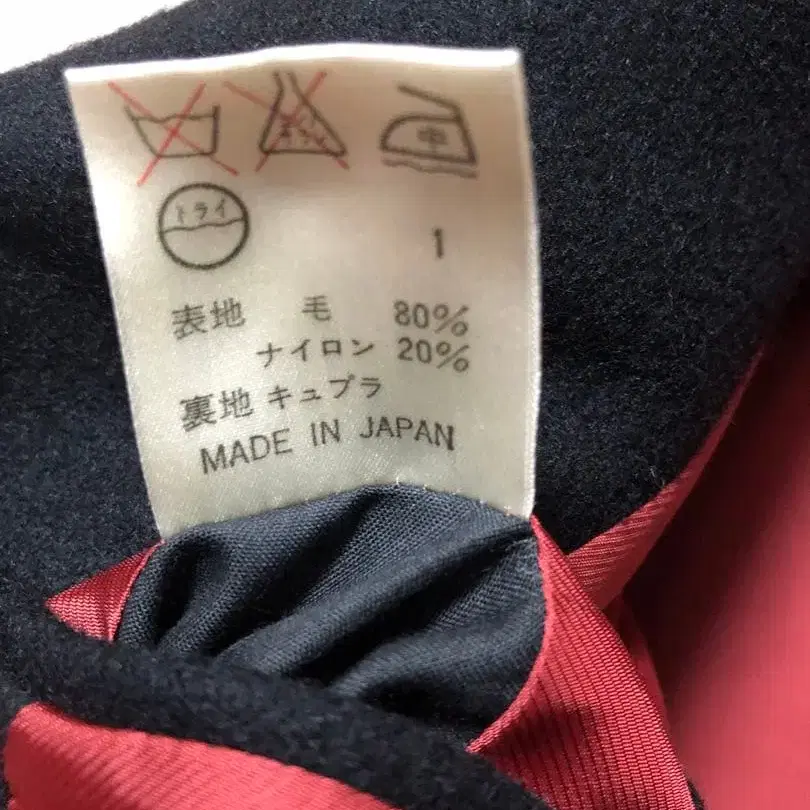 中
ドライ
1
表地 毛 80%
ナイロン 20%
裏地 キュプラ
MADE IN JAPAN